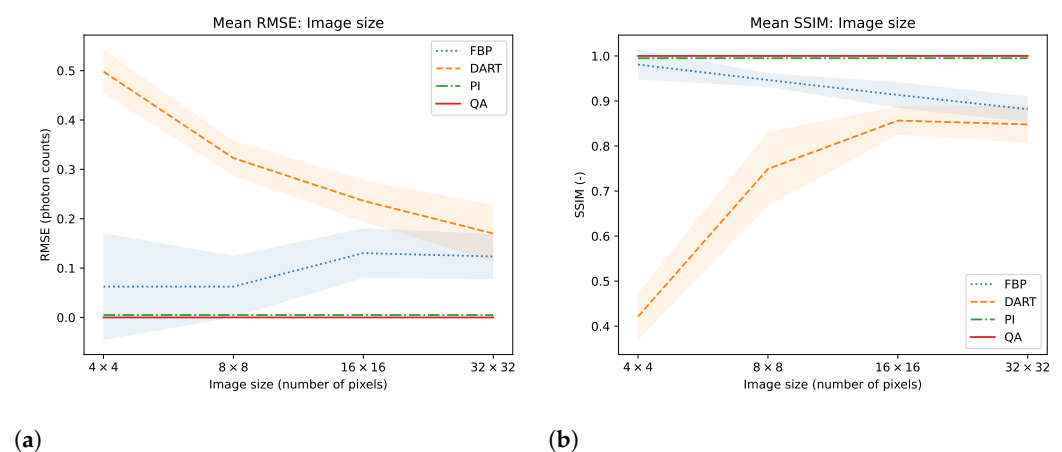 Mean RMSE: Image size
RMSE (photon counts)
0.5
0.4
0.3
0.2
0.1
0.0
FBP
DART
PI
QA
4 × 4
8 × 8
16 × 16
32 × 32
Image size (number of pixels)
(a)
Mean SSIM: Image size
SSIM (-)
1.0
0.9
0.8
0.7
0.6
0.5
0.4
FBP
DART
PI
QA
4 × 4
8 × 8
16 × 16
32 × 32
Image size (number of pixels)
(b)